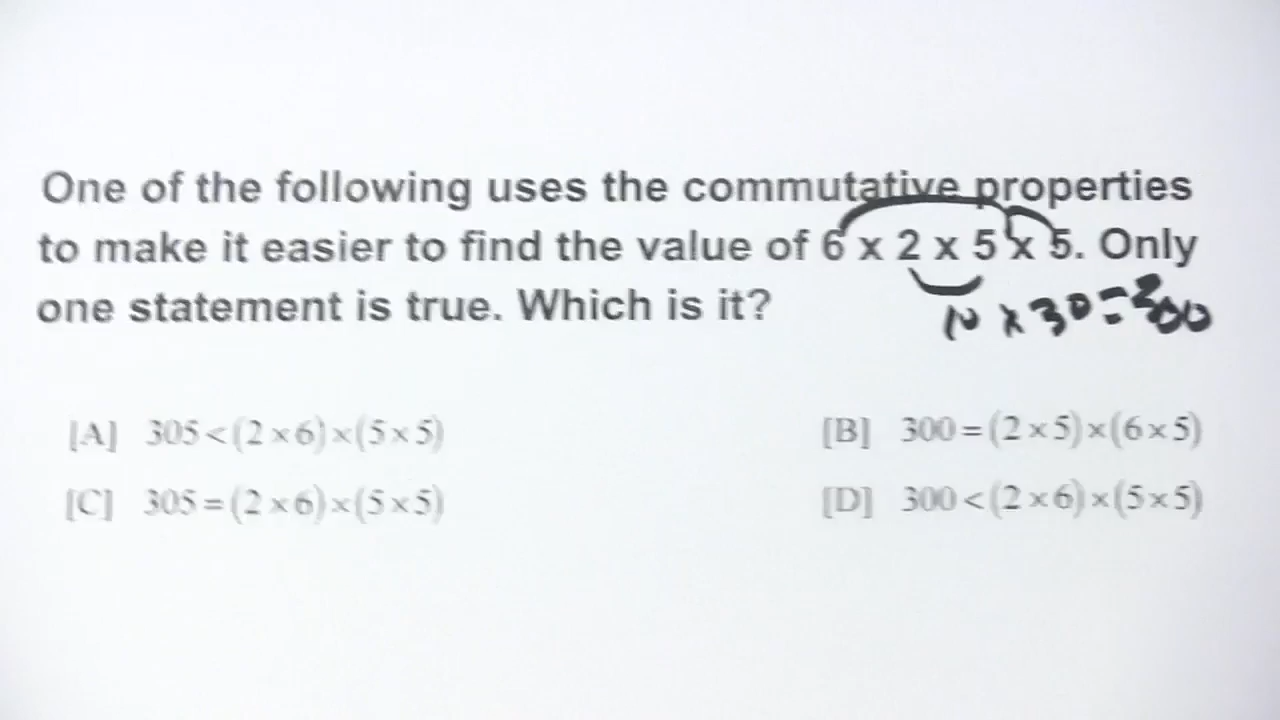 One of the following uses the commutative properties
to make it easier to find the value of 6 x 2 x 5 x 5. Only
one statement is true. Which is it?
10 x 30 = 300
[A] 305<(2×6)×(5×5)
[B] 300=(2×5)×(6×5)
[C] 305=(2×6)×(5×5)
[D] 300<(2×6)×(5×5)